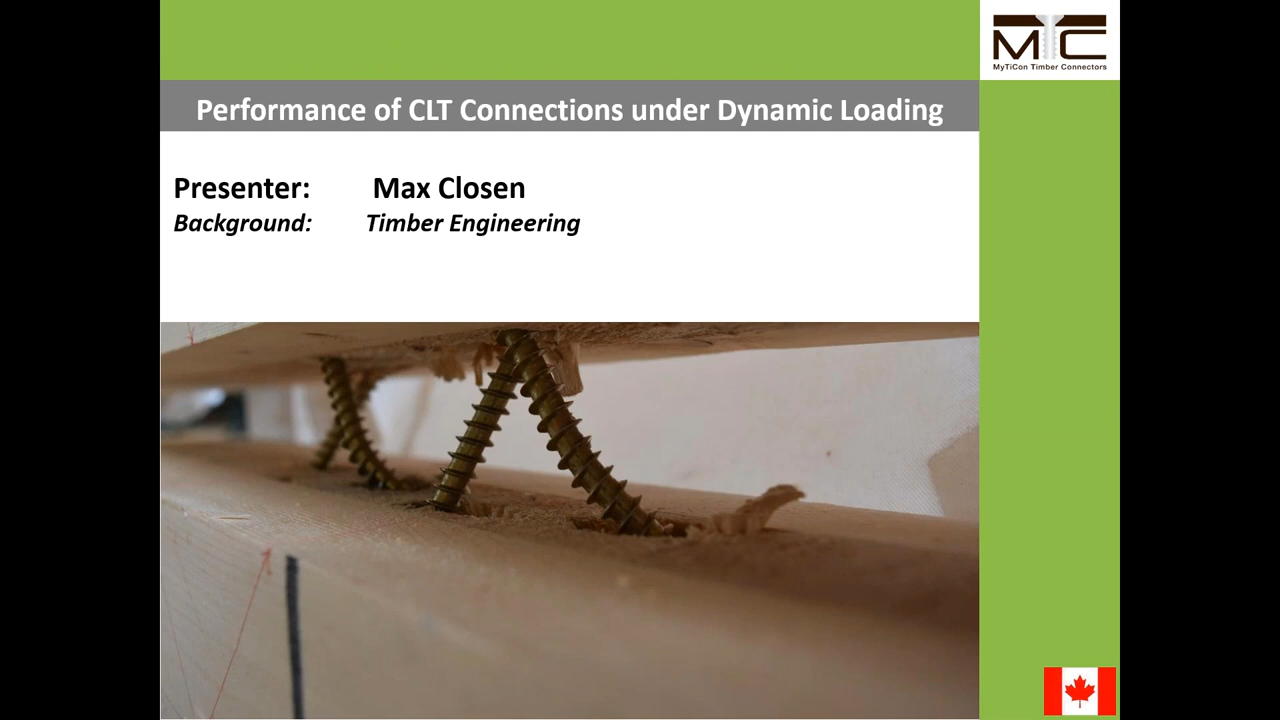 MTC
MyTiCon Timber Connectors
Performance of CLT Connections under Dynamic Loading
Presenter: Max Closen
Background: Timber Engineering